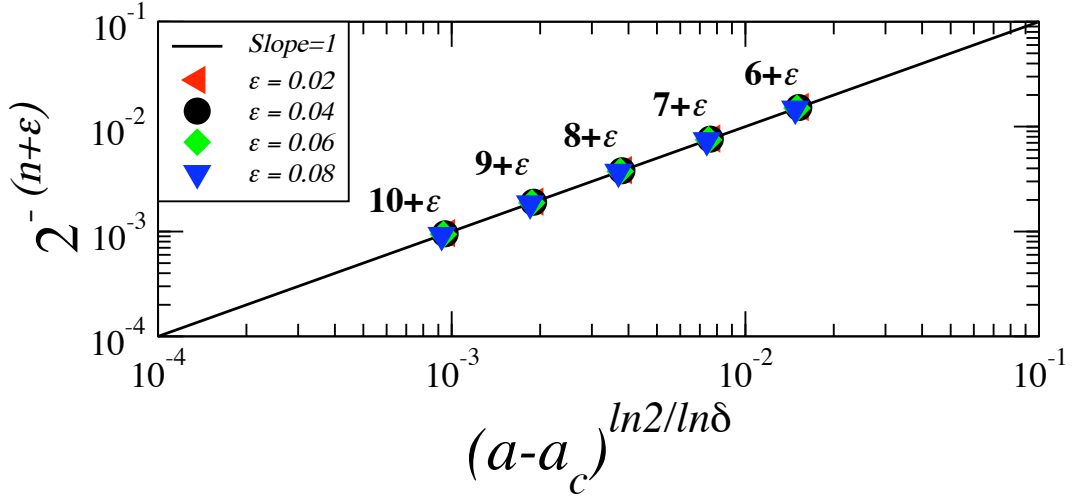 10^-1
10^-2
10^-3
10^-4
2^- (n+ε)
Slope=1
ε = 0.02
ε = 0.04
ε = 0.06
ε = 0.08
6+ε
7+ε
8+ε
9+ε
10+ε
10^-4 10^-3 10^-2 10^-1
(a-a_c)^ln2/lnδ